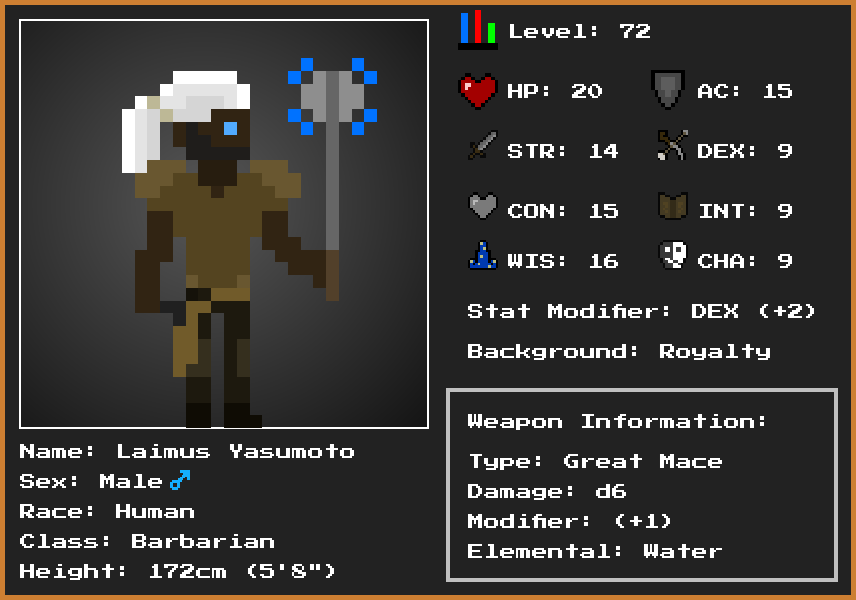 Level: 72
HP: 20
AC: 15
STR: 14
DEX: 9
CON: 15
INT: 9
WIS: 16
CHA: 9
Stat Modifier: DEX (+2)
Background: Royalty
Weapon Information:
Type: Great Mace
Damage: d6
Modifier: (+1)
Elemental: Water
Name: Laimus Yasumoto
Sex: Male♂
Race: Human
Class: Barbarian
Height: 172cm (5'8")